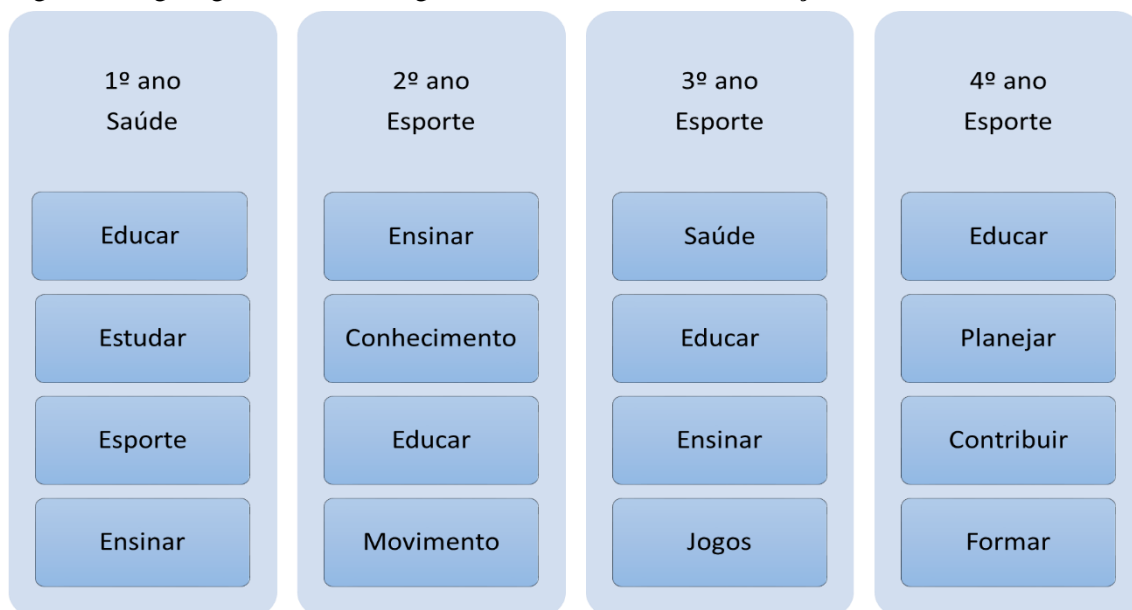 1º ano
Saúde
Educar
Estudar
Esporte
Ensinar
2º ano
Esporte
Ensinar
Conhecimento
Educar
Movimento
3º ano
Esporte
Saúde
Educar
Ensinar
Jogos
4º ano
Esporte
Educar
Planejar
Contribuir
Formar